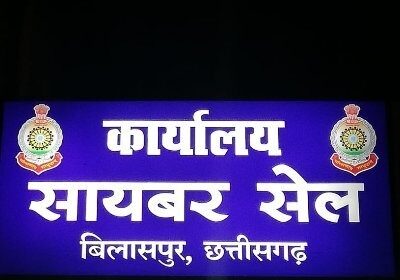 कार्यालय
सायबर सेल
बिलासपुर, छत्तीसगढ़